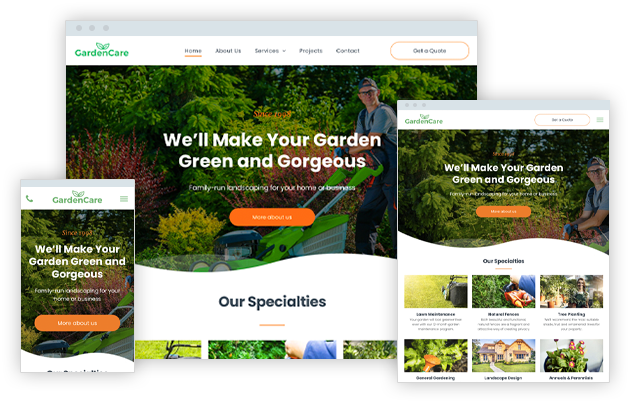 GardenCare
Home About Us Services Projects Contact
Get a Quote
We'll Make Your Garden
Green and Gorgeous
Family-run landscaping for your home or business
More about us
Our Specialties
GardenCare
Since 1998
We'll Make Your
Garden Green and
Gorgeous
Family-run landscaping for your
home or business
More about us
Our Specialties
GardenCare
Get a Quote
We'll Make Your Garden
Green and Gorgeous
Family-run landscaping for your home or business
More about us
Our Specialties
Lawn Maintenance
Natural Fences
Tree Planting
General Gardening
Landscape Design
Annuals & Perennials